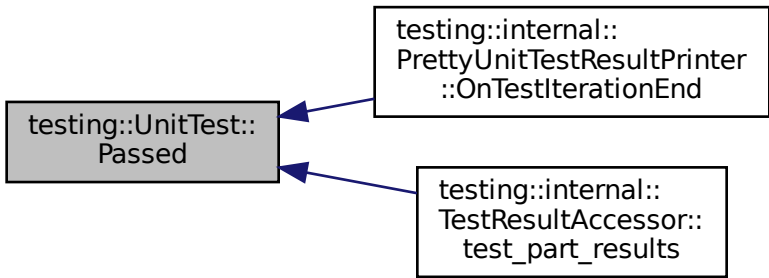 testing::UnitTest::
Passed
testing::internal::
PrettyUnitTestResultPrinter
::OnTestIterationEnd
testing::internal::
TestResultAccessor::
test_part_results